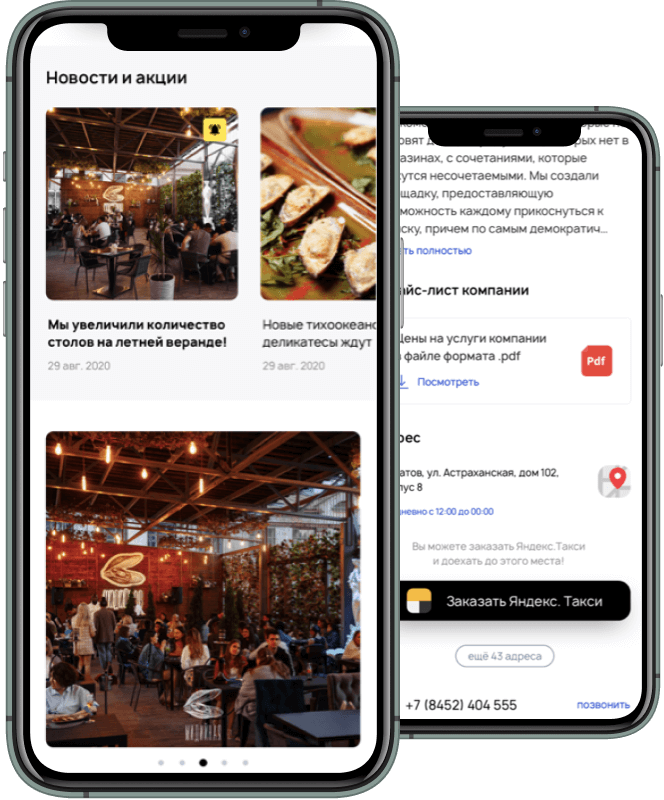 Новости и акции
Мы увеличили количество
столов на летней веранде!
29 авг. 2020
Новые тихоокеанс
деликатесы ждут
29 авг. 2020
рых нет в
азинах, с сочетаниями, которые
утся несочетаемыми. Мы создали
щадку, предоставляющую
можность каждому прикоснуться к
ску, причем по самым демократич...
ть полностью
йс-лист компании
Цены на услуги компании
файле формата .pdf
Pdf
Посмотреть
рес
атов, ул. Астраханская, дом 102,
пус 8
дневно с 12:00 до 00:00
Вы можете заказать Яндекс.Такси
и доехать до этого места!
Заказать Яндекс. Такси
ещё 43 адреса
+7 (8452) 404 555
позвонить